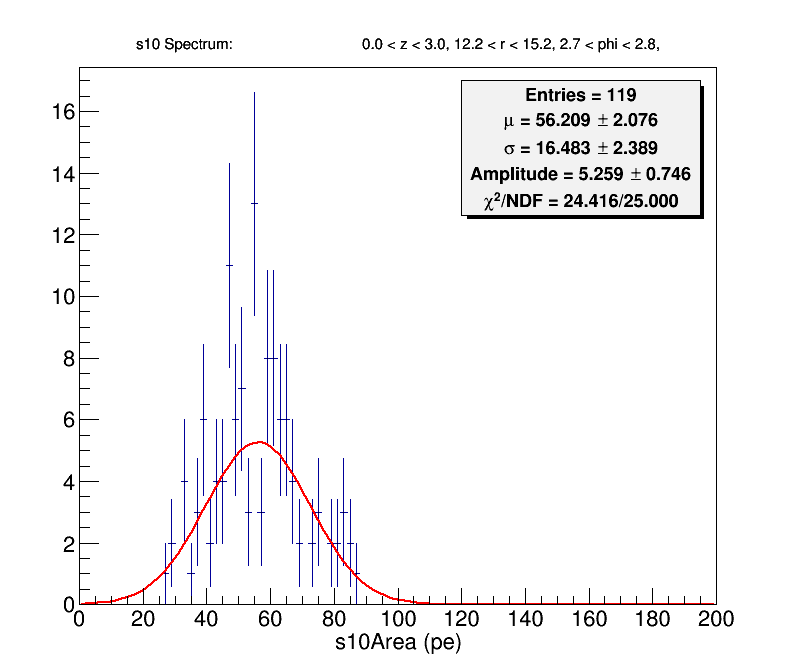 s10 Spectrum: 0.0 < z < 3.0, 12.2 < r < 15.2, 2.7 < phi < 2.8,
Entries = 119
μ = 56.209 ± 2.076
σ = 16.483 ± 2.389
Amplitude = 5.259 ± 0.746
χ²/NDF = 24.416/25.000
16
14
12
10
8
6
4
2
0
0 20 40 60 80 100 120 140 160 180 200
s10Area (pe)